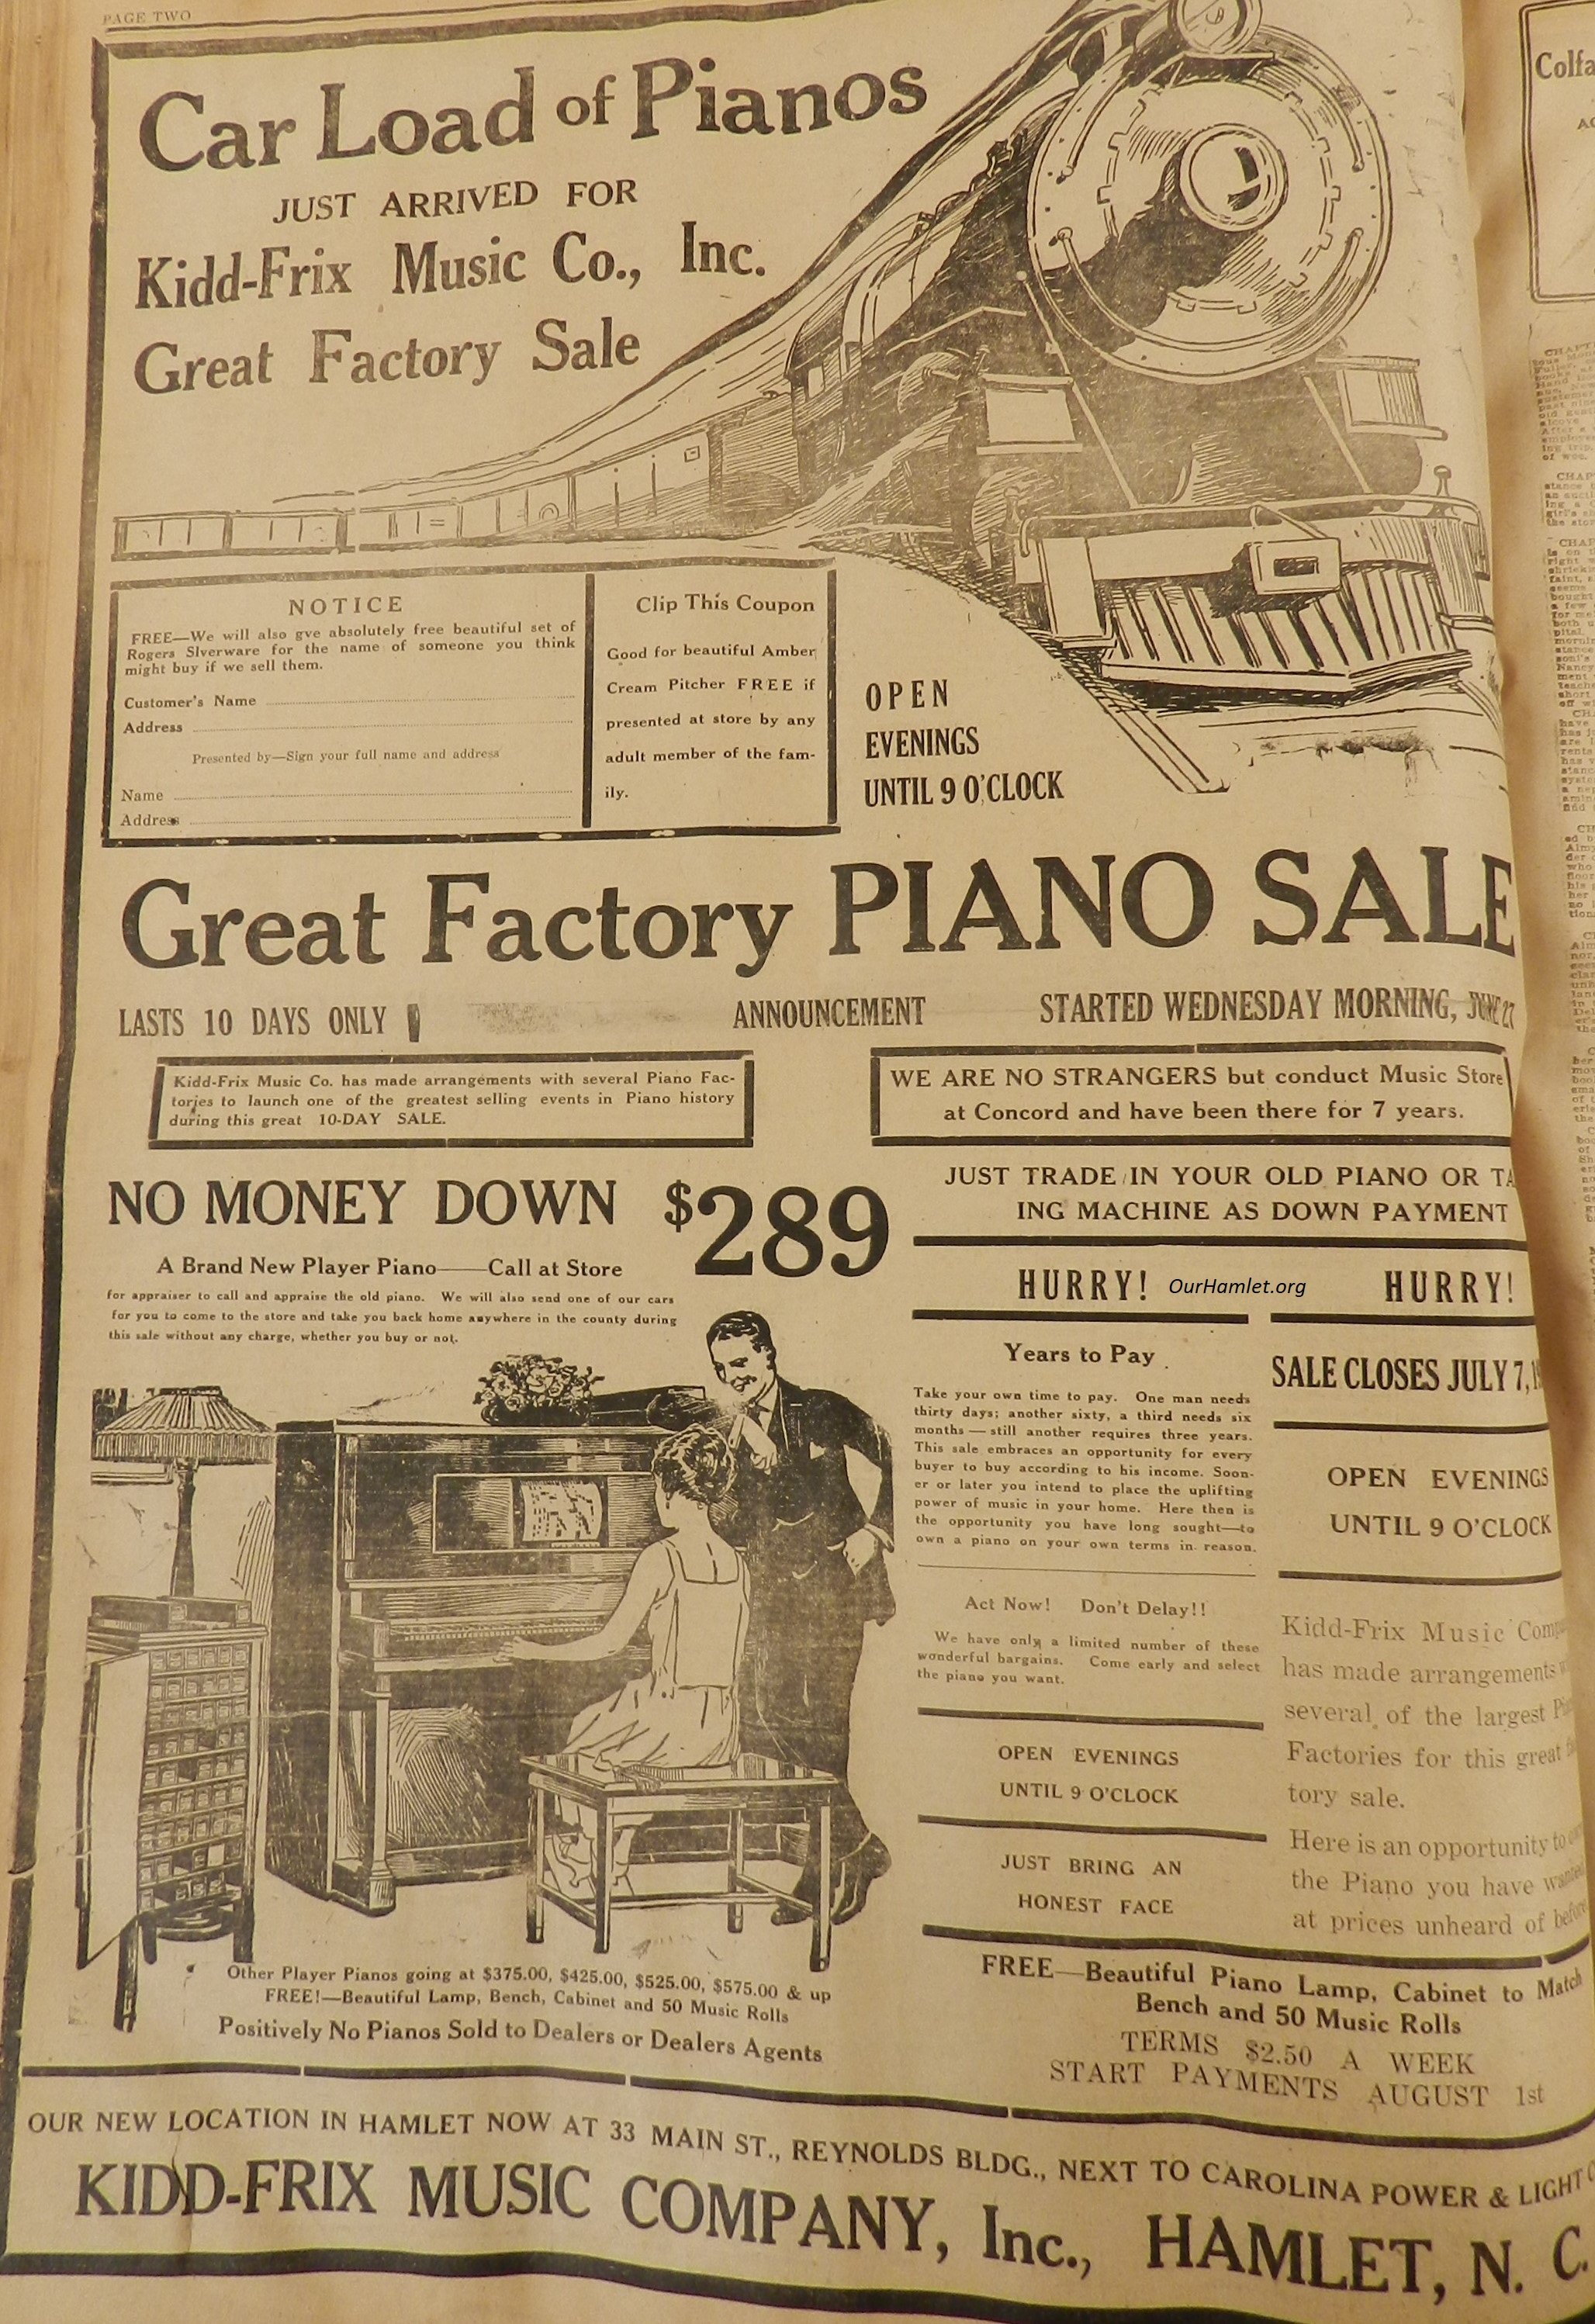 PAGE TWO
Car Load of Pianos
JUST ARRIVED FOR
Kidd-Frix Music Co., Inc.
Great Factory Sale
NOTICE
FREE—We will also gve absolutely free beautiful set of
Rogers Slverware for the name of someone you think
might buy if we sell them.
Customer's Name
Address
Presented by—Sign your full name and address
Name
Address
Clip This Coupon
Good for beautiful Amber
Cream Pitcher FREE if
presented at store by any
adult member of the fam-
ily.
OPEN
EVENINGS
UNTIL 9 O'CLOCK
Great Factory PIANO SALE
LASTS 10 DAYS ONLY
ANNOUNCEMENT
STARTED WEDNESDAY MORNING, JUNE 27
Kidd-Frix Music Co. has made arrangements with several Piano Fac-
tories to launch one of the greatest selling events in Piano history
during this great 10-DAY SALE.
WE ARE NO STRANGERS but conduct Music Store
at Concord and have been there for 7 years.
NO MONEY DOWN $289
A Brand New Player Piano——Call at Store
for appraiser to call and appraise the old piano. We will also send one of our cars
for you to come to the store and take you back home anywhere in the county during
this sale without any charge, whether you buy or not.
JUST TRADE IN YOUR OLD PIANO OR TA
ING MACHINE AS DOWN PAYMENT
HURRY! OurHamlet.org HURRY!
Years to Pay
Take your own time to pay. One man needs
thirty days; another sixty, a third needs six
months — still another requires three years.
This sale embraces an opportunity for every
buyer to buy according to his income. Soon-
er or later you intend to place the uplifting
power of music in your home. Here then is
the opportunity you have long sought—to
own a piano on your own terms in reason.
Act Now! Don't Delay!!
We have only a limited number of these
wonderful bargains. Come early and select
the piano you want.
OPEN EVENINGS
UNTIL 9 O'CLOCK
JUST BRING AN
HONEST FACE
SALE CLOSES JULY 7,
OPEN EVENINGS
UNTIL 9 O'CLOCK
Kidd-Frix Music Comp
has made arrangements
several of the largest
Factories for this great
tory sale.
Here is an opportunity to
the Piano you have wanted
at prices unheard of before
Other Player Pianos going at $375.00, $425.00, $525.00, $575.00 & up
FREE!—Beautiful Lamp, Bench, Cabinet and 50 Music Rolls
Positively No Pianos Sold to Dealers or Dealers Agents
FREE—Beautiful Piano Lamp, Cabinet to Match
Bench and 50 Music Rolls
TERMS $2.50 A WEEK
START PAYMENTS AUGUST 1st
OUR NEW LOCATION IN HAMLET NOW AT 33 MAIN ST., REYNOLDS BLDG., NEXT TO CAROLINA POWER & LIGHT
KIDD-FRIX MUSIC COMPANY, Inc., HAMLET, N. C.
Colfa